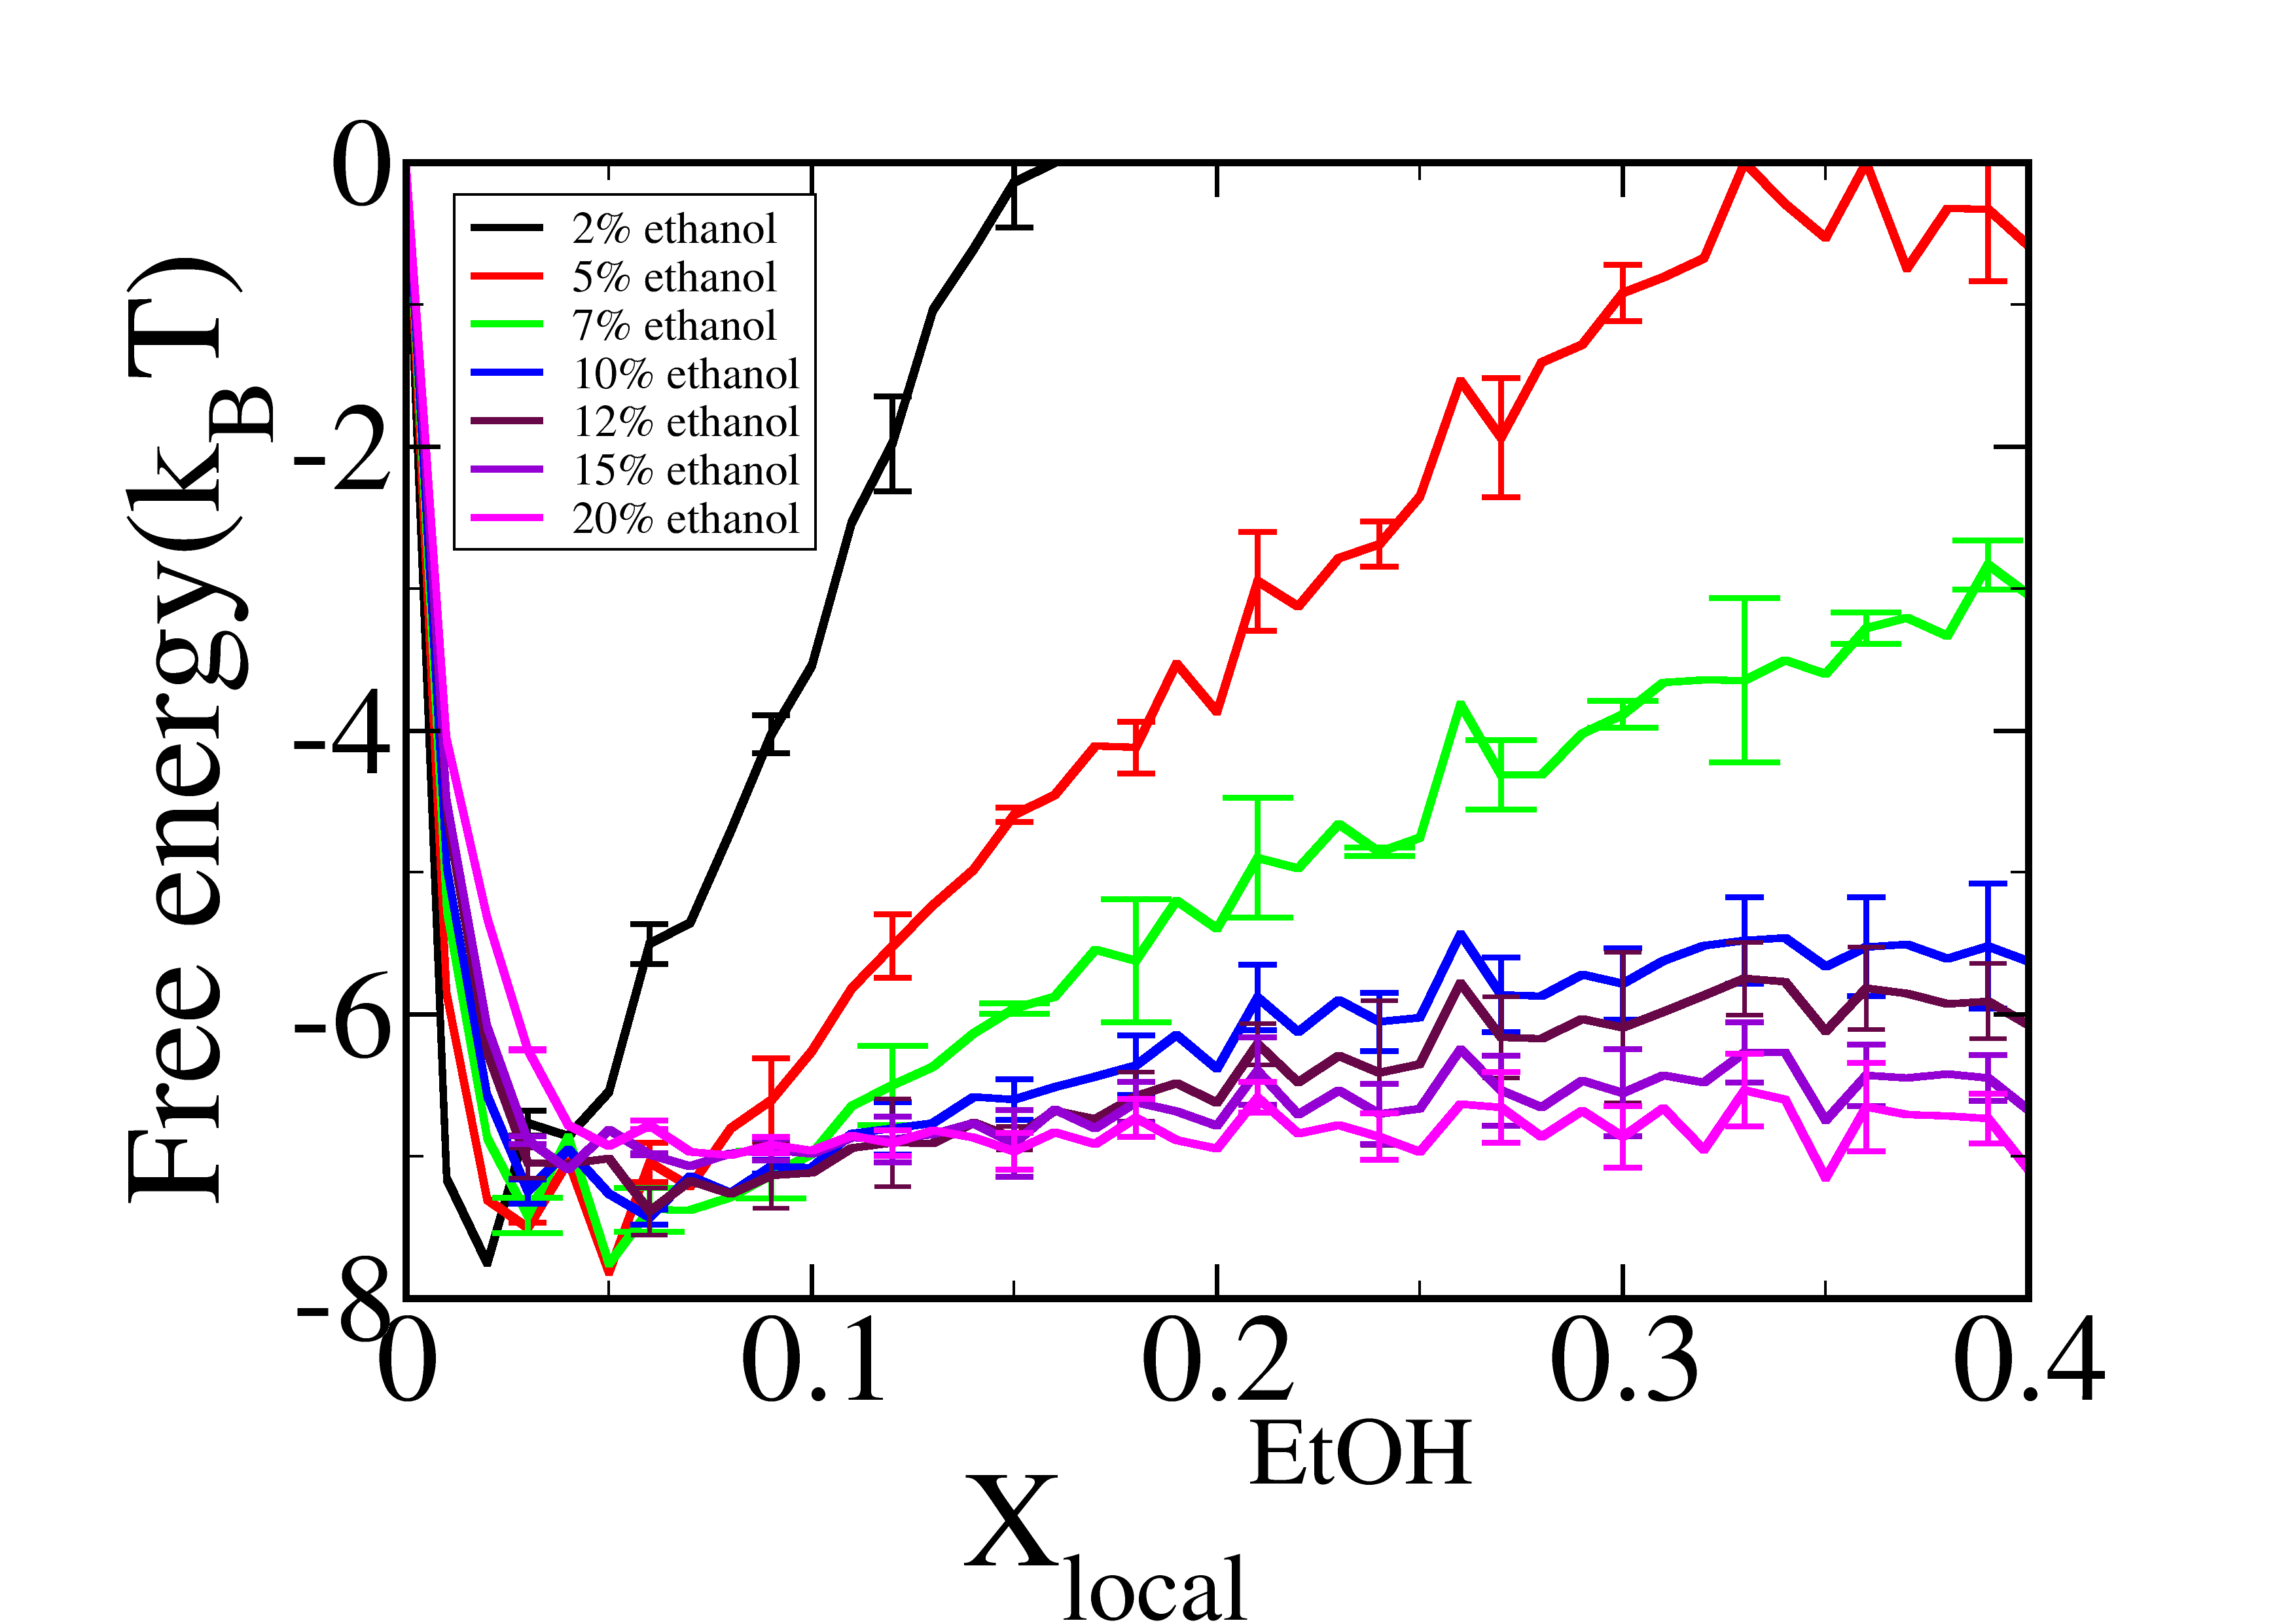 Free energy(k_B T)
0
-2
-4
-6
-8
2% ethanol
5% ethanol
7% ethanol
10% ethanol
12% ethanol
15% ethanol
20% ethanol
0 0.1 0.2 0.3 0.4
X_local^EtOH